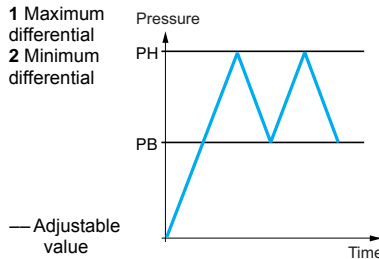 1 Maximum
differential
2 Minimum
differential
Pressure
PH
PB
— Adjustable
value
Time